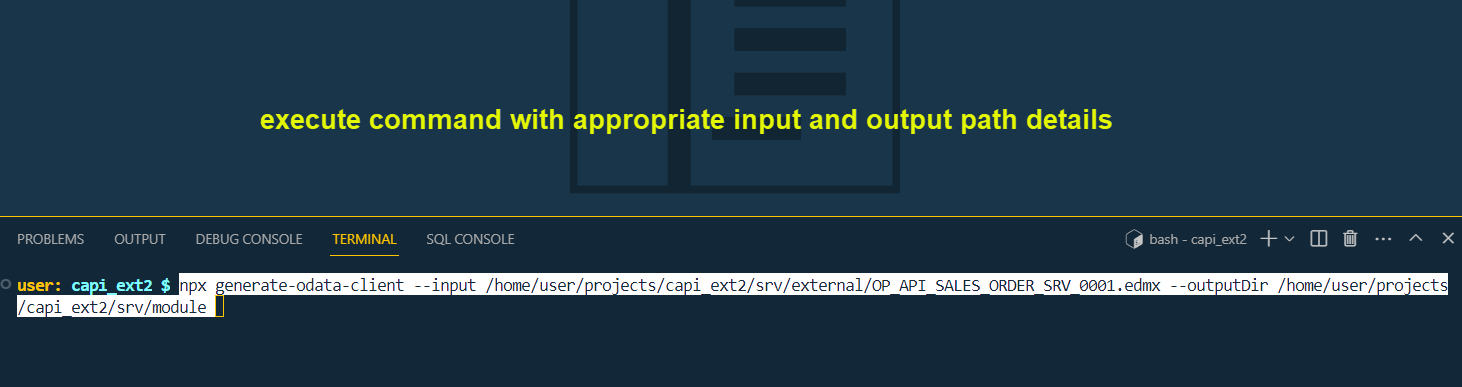 execute command with appropriate input and output path details
PROBLEMS OUTPUT DEBUG CONSOLE TERMINAL SQL CONSOLE bash - capi_ext2
user: capi_ext2 $ npx generate-odata-client --input /home/user/projects/capi_ext2/srv/external/OP_API_SALES_ORDER_SRV_0001.edmx --outputDir /home/user/projects
/capi_ext2/srv/module